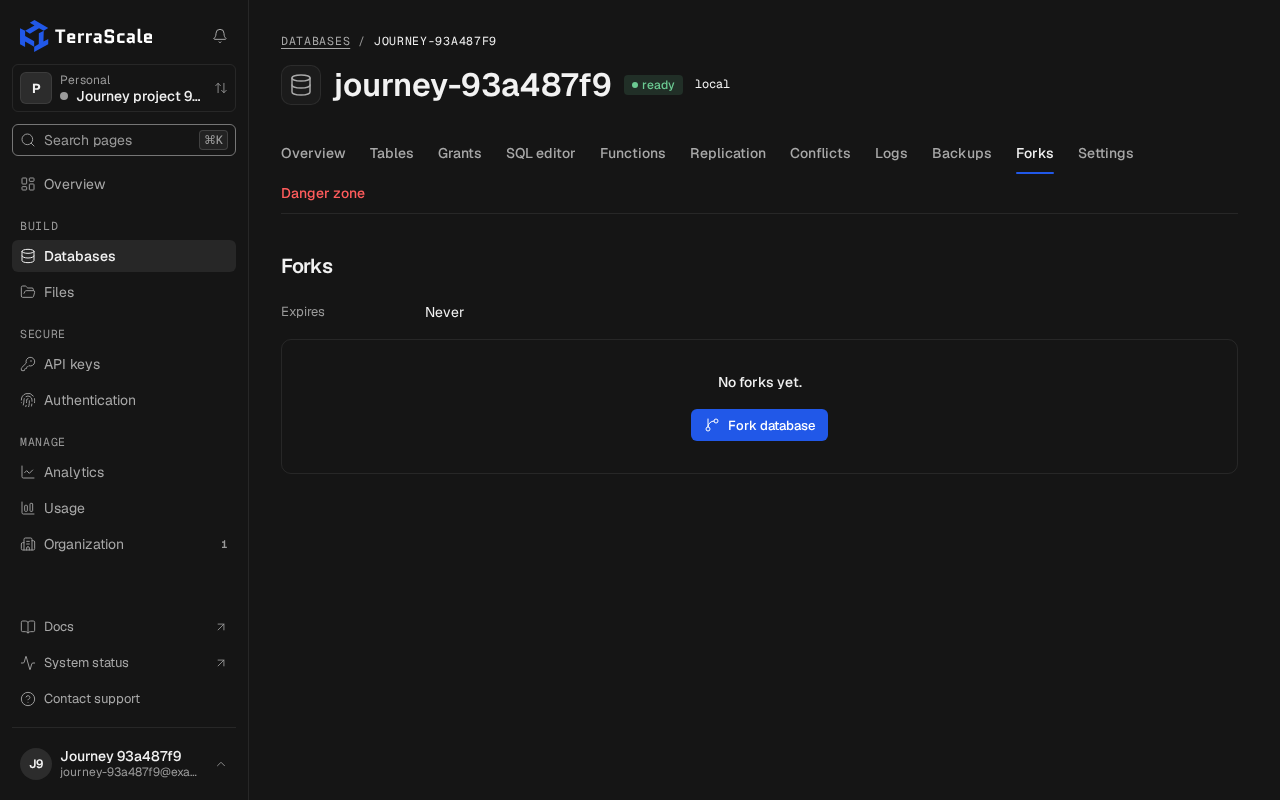 TerraScale
P
Personal
Journey project 9…
Search pages
⌘K
Overview
BUILD
Databases
Files
SECURE
API keys
Authentication
MANAGE
Analytics
Usage
Organization
1
Docs
System status
Contact support
J9
Journey 93a487f9
journey-93a487f9@exa…
DATABASES / JOURNEY-93A487F9
journey-93a487f9
ready
local
Overview
Tables
Grants
SQL editor
Functions
Replication
Conflicts
Logs
Backups
Forks
Settings
Danger zone
Forks
Expires
Never
No forks yet.
Fork database